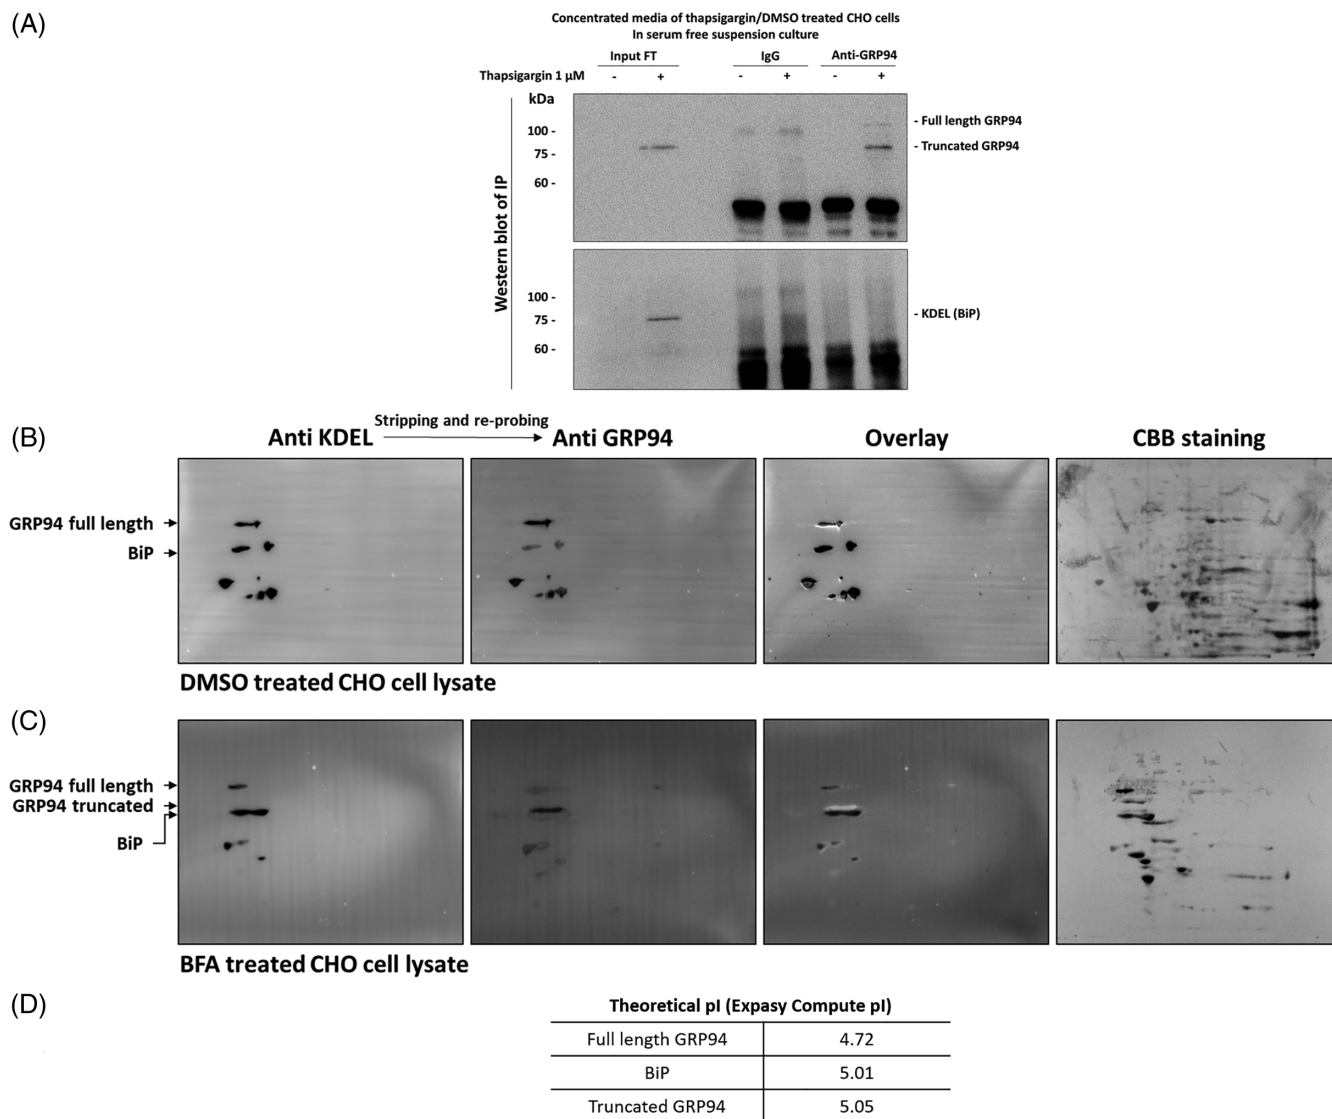 (A)
Concentrated media of thapsigargin/DMSO treated CHO cells
In serum free suspension culture
Input FT IgG Anti-GRP94
Thapsigargin 1 μM - + - + - +
kDa
Western blot of IP
100 -
75 -
60 -
- Full length GRP94
- Truncated GRP94
100 -
75 -
60 -
- KDEL (BiP)
(B)
Stripping and re-probing
Anti KDEL Anti GRP94 Overlay CBB staining
GRP94 full length
BiP
DMSO treated CHO cell lysate
(C)
GRP94 full length
GRP94 truncated
BiP
BFA treated CHO cell lysate
(D)
Theoretical pI (Expasy Compute pI)
Full length GRP94 4.72
BiP 5.01
Truncated GRP94 5.05